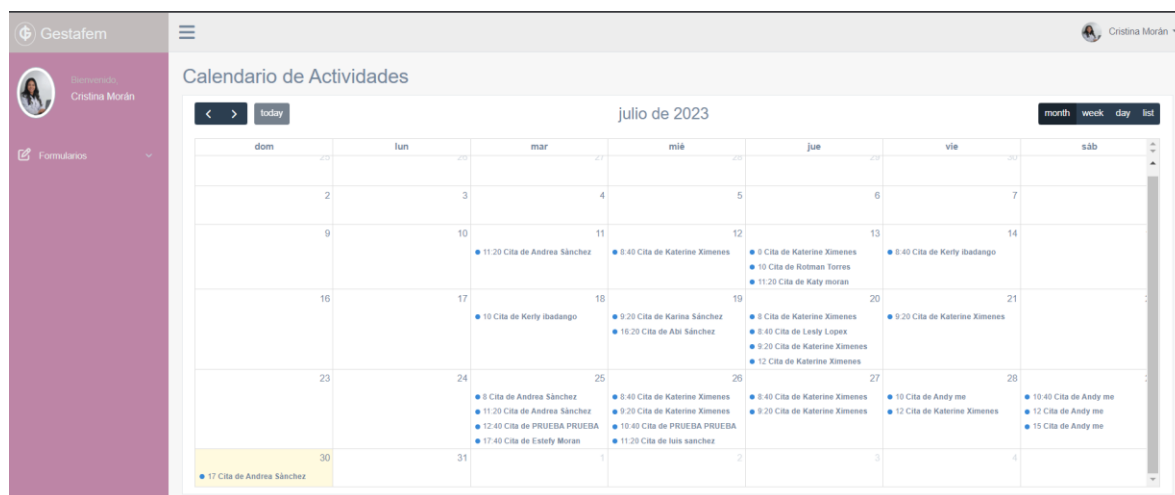 Gestafem
Cristina Morán
Bienvenido,
Cristina Morán
Formularios
Calendario de Actividades
today
julio de 2023
month week day list
dom lun mar mié jue vie sáb
25 26 27 28 29 30
2 3 4 5 6 7
9 10 11 12 13 14
11:20 Cita de Andrea Sánchez
8:40 Cita de Katerine Ximenes
0 Cita de Katerine Ximenes
10 Cita de Rotman Torres
11:20 Cita de Katy moran
8:40 Cita de Kerly ibadango
16 17 18 19 20 21
10 Cita de Kerly ibadango
9:20 Cita de Karina Sánchez
16:20 Cita de Abi Sánchez
8 Cita de Katerine Ximenes
8:40 Cita de Lesly Lopex
9:20 Cita de Katerine Ximenes
12 Cita de Katerine Ximenes
9:20 Cita de Katerine Ximenes
23 24 25 26 27 28
8 Cita de Andrea Sánchez
11:20 Cita de Andrea Sánchez
12:40 Cita de PRUEBA PRUEBA
17:40 Cita de Estefy Moran
8:40 Cita de Katerine Ximenes
9:20 Cita de Katerine Ximenes
10:40 Cita de PRUEBA PRUEBA
11:20 Cita de luis sanchez
8:40 Cita de Katerine Ximenes
9:20 Cita de Katerine Ximenes
10 Cita de Andy me
12 Cita de Katerine Ximenes
10:40 Cita de Andy me
12 Cita de Andy me
15 Cita de Andy me
30 31 1 2 3 4
17 Cita de Andrea Sánchez